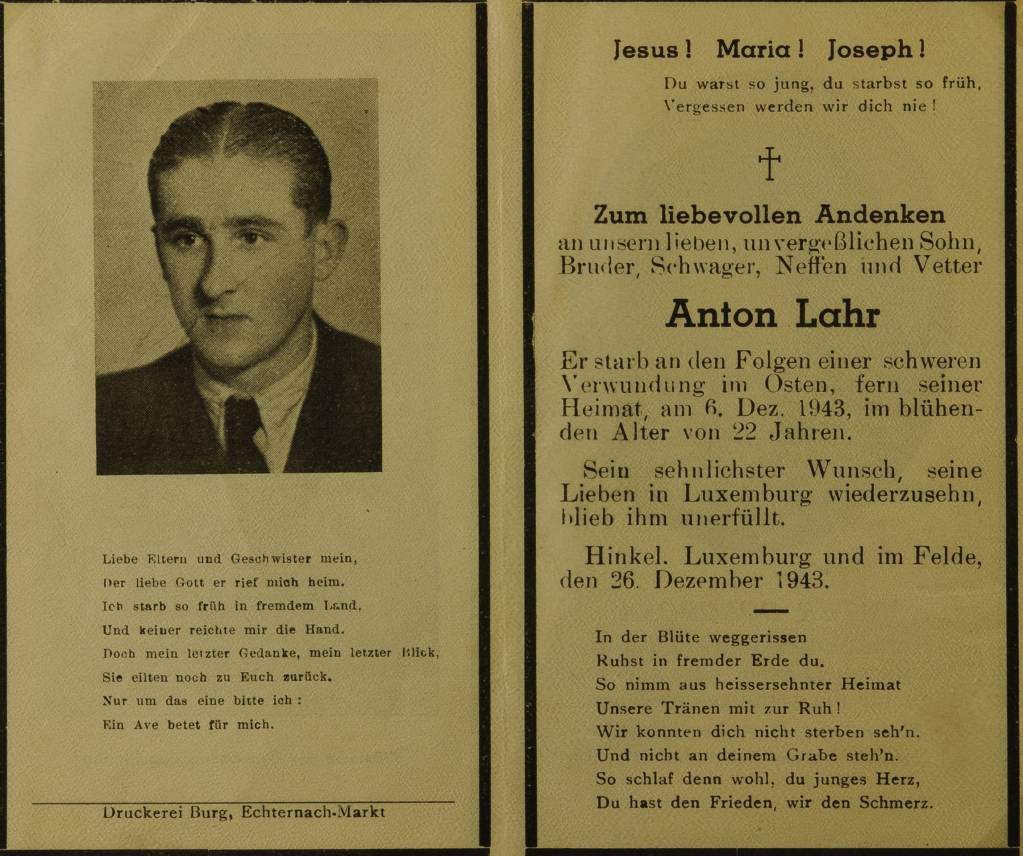 Liebe Eltern und Geschwister mein,
Der liebe Gott er rief mich heim.
Ich starb so früh in fremdem Land,
Und keiner reichte mir die Hand.
Doch mein letzter Gedanke, mein letzter Blick,
Sie eilten noch zu Euch zurück.
Nur um das eine bitte ich :
Ein Ave betet für mich.
Druckerei Burg, Echternach-Markt
Jesus! Maria! Joseph!
Du warst so jung, du starbst so früh,
Vergessen werden wir dich nie!
Zum liebevollen Andenken
an unsern lieben, unvergeßlichen Sohn,
Bruder, Schwager, Neffen und Vetter
Anton Lahr
Er starb an den Folgen einer schweren
Verwundung im Osten, fern seiner
Heimat, am 6. Dez. 1943, im blühen-
den Alter von 22 Jahren.
Sein sehnlichster Wunsch, seine
Lieben in Luxemburg wiederzusehn,
blieb ihm unerfüllt.
Hinkel. Luxemburg und im Felde,
den 26. Dezember 1943.
In der Blüte weggerissen
Ruhst in fremder Erde du.
So nimm aus heissersehnter Heimat
Unsere Tränen mit zur Ruh!
Wir konnten dich nicht sterben seh'n.
Und nicht an deinem Grabe steh'n.
So schlaf denn wohl, du junges Herz,
Du hast den Frieden, wir den Schmerz.